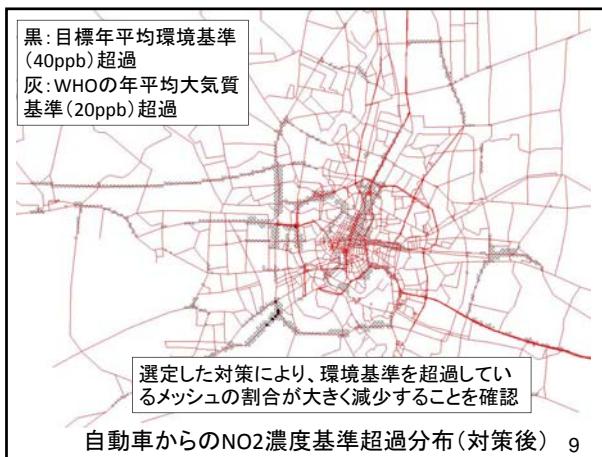 黒:目標年平均環境基準
(40ppb)超過
灰:WHOの年平均大気質
基準(20ppb)超過
選定した対策により、環境基準を超過してい
るメッシュの割合が大きく減少することを確認
自動車からのNO2濃度基準超過分布(対策後) 9